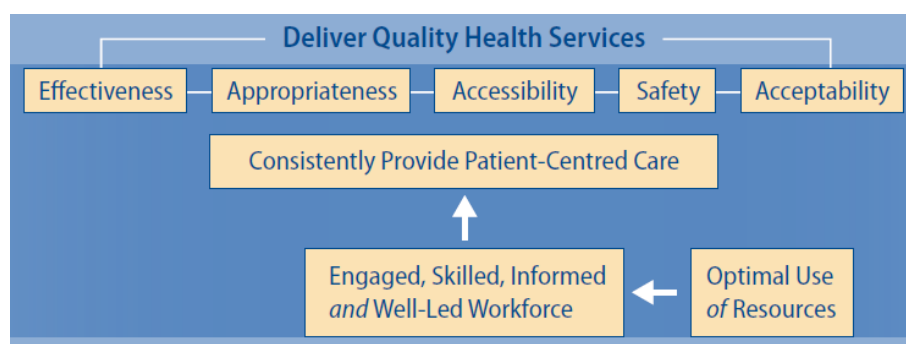 Deliver Quality Health Services
Effectiveness
Appropriateness
Accessibility
Safety
Acceptability
Consistently Provide Patient-Centred Care
Engaged, Skilled, Informed
and Well-Led Workforce
Optimal Use
of Resources